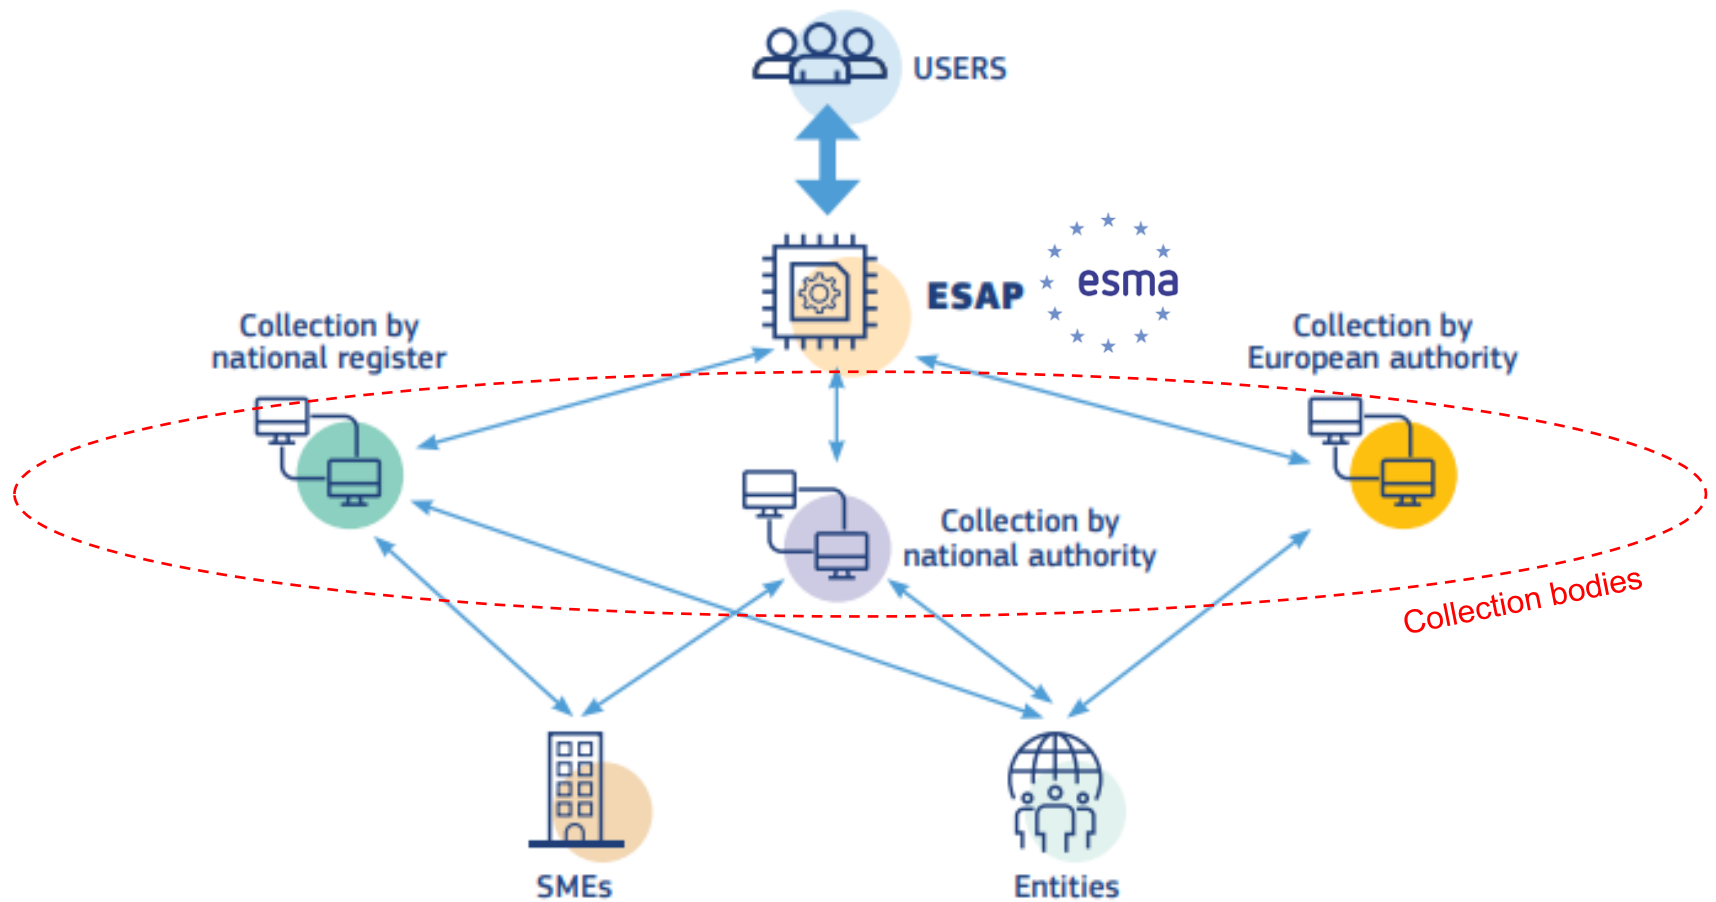 USERS
ESAP
esma
Collection by
national register
Collection by
European authority
Collection by
national authority
Collection bodies
SMEs
Entities